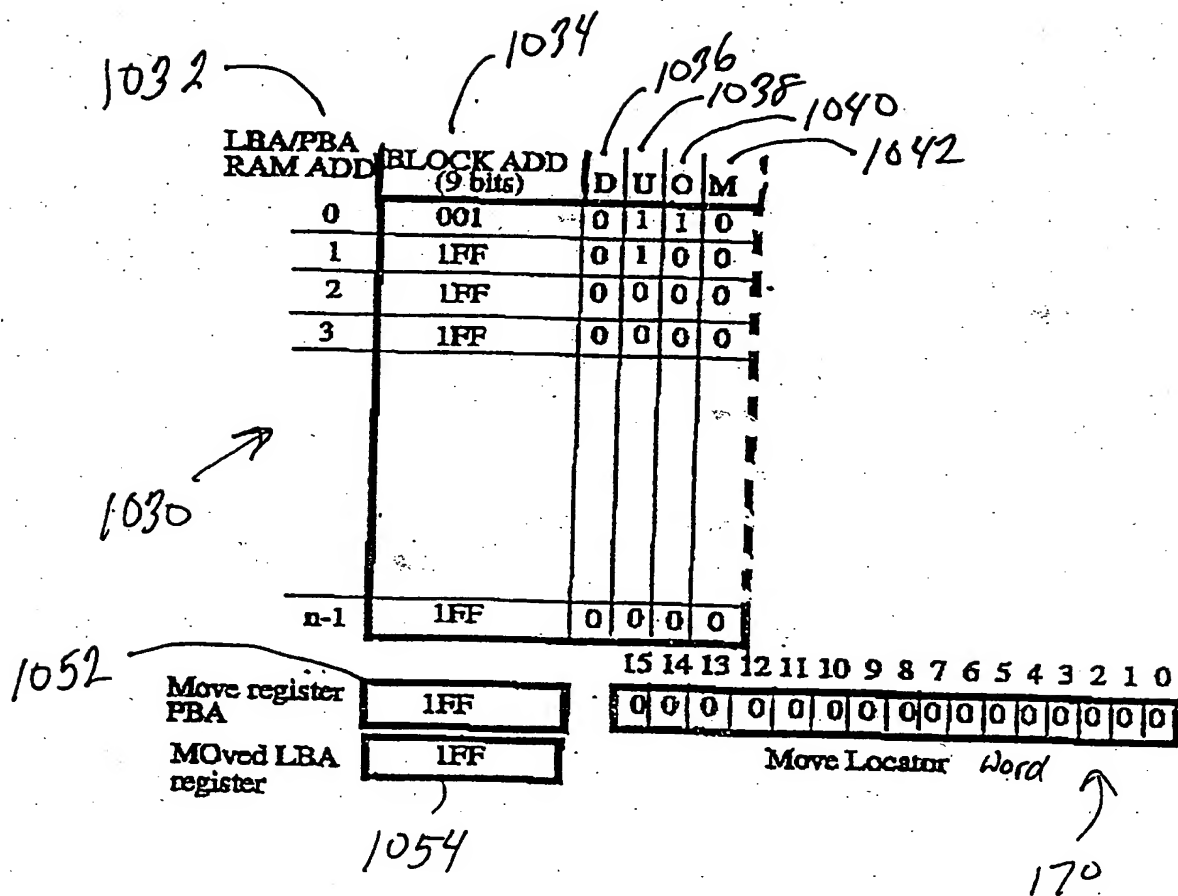 1034
1036
1032
1038
1040
1042
LBA/PBA RAM ADD
BLOCK ADD (9 bits) D U O M
0 001 0 1 1 0
1 1FF 0 1 0 0
2 1FF 0 0 0 0
3 1FF 0 0 0 0
1030
n-1 1FF 0 0 0 0
15 14 13 12 11 10 9 8 7 6 5 4 3 2 1 0
1052
Move register PBA 1FF 0 0 0 0 0 0 0 0 0 0 0 0 0 0 0 0
MOved LBA register 1FF
Move Locator Word
1054
170